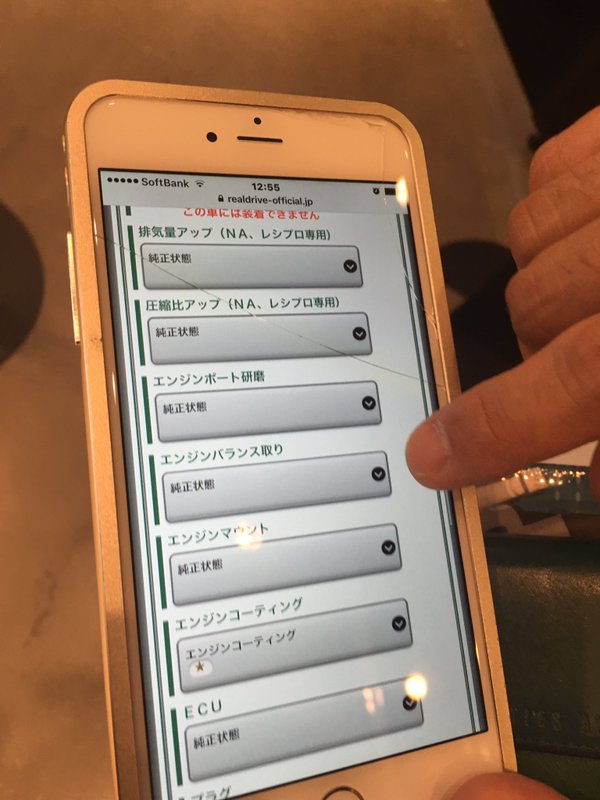 SoftBank 12:55
realdrive-official.jp
この車には装着できません
排気量アップ（ＮＡ、レシプロ専用）
純正状態
圧縮比アップ（ＮＡ、レシプロ専用）
純正状態
エンジンポート研磨
純正状態
エンジンバランス取り
純正状態
エンジンマウント
純正状態
エンジンコーティング
エンジンコーティング
★
ＥＣＵ
純正状態
プラグ